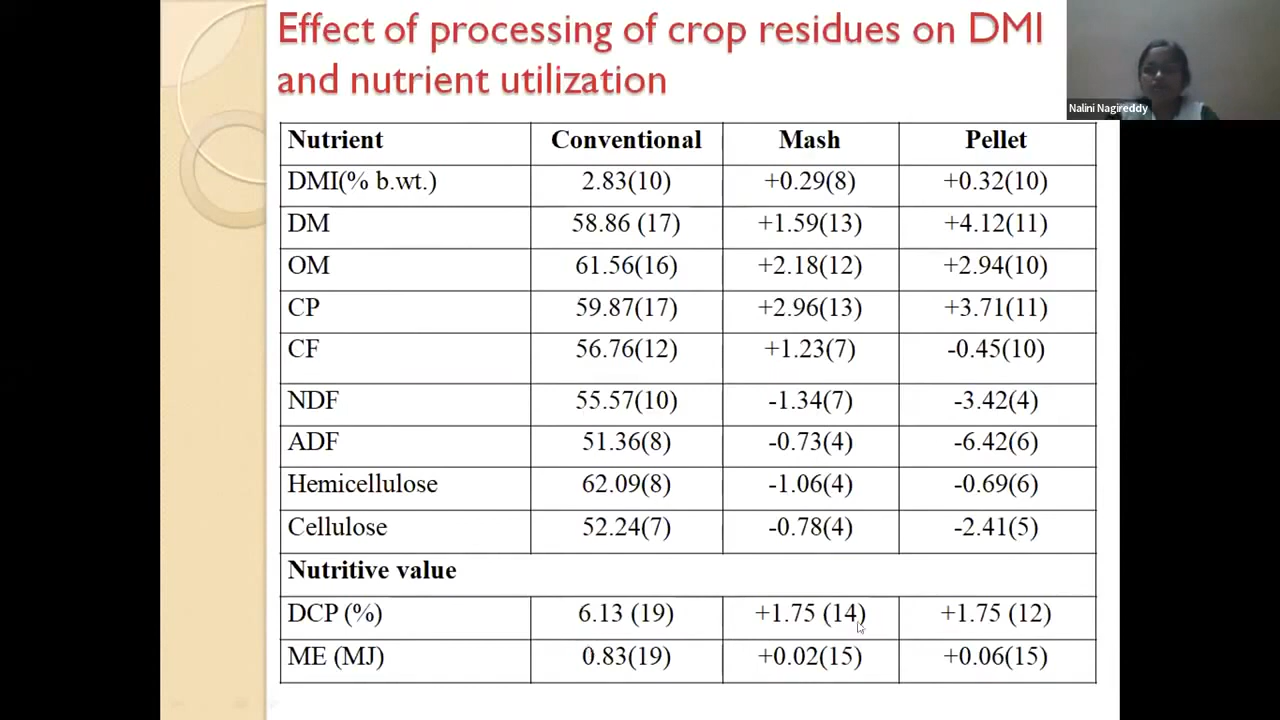 Effect of processing of crop residues on DMI
and nutrient utilization
Nalini Nagireddy
Nutrient Conventional Mash Pellet
DMI(% b.wt.) 2.83(10) +0.29(8) +0.32(10)
DM 58.86 (17) +1.59(13) +4.12(11)
OM 61.56(16) +2.18(12) +2.94(10)
CP 59.87(17) +2.96(13) +3.71(11)
CF 56.76(12) +1.23(7) -0.45(10)
NDF 55.57(10) -1.34(7) -3.42(4)
ADF 51.36(8) -0.73(4) -6.42(6)
Hemicellulose 62.09(8) -1.06(4) -0.69(6)
Cellulose 52.24(7) -0.78(4) -2.41(5)
Nutritive value
DCP (%) 6.13 (19) +1.75 (14) +1.75 (12)
ME (MJ) 0.83(19) +0.02(15) +0.06(15)